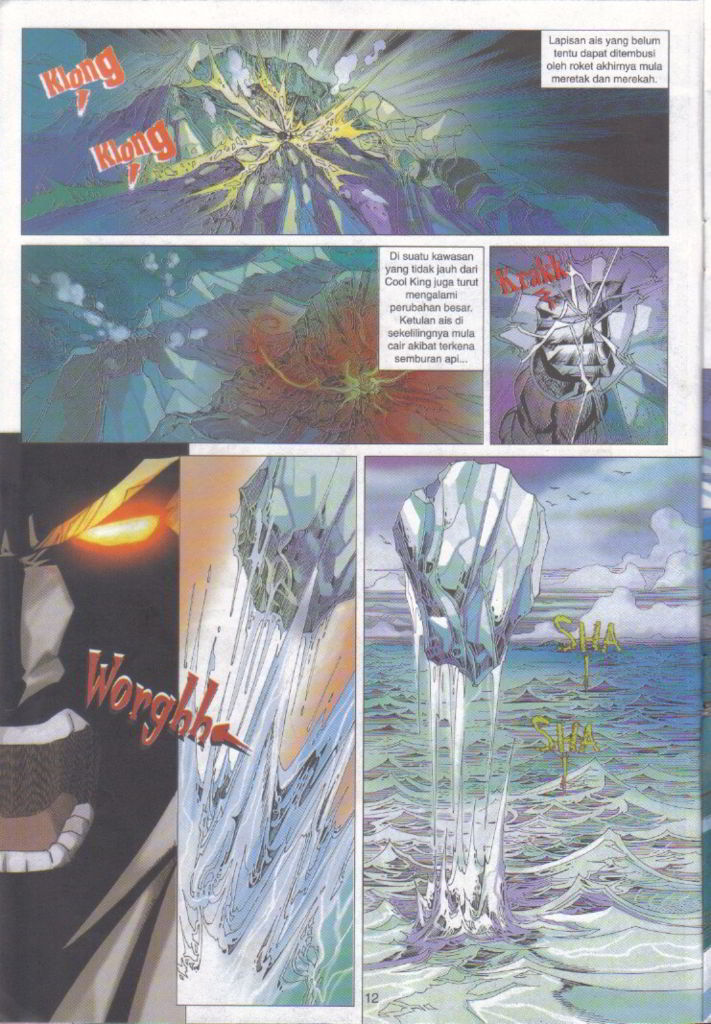 Klong
Klong
Lapisan ais yang belum
tentu dapat ditembusi
oleh roket akhirnya mula
meretak dan merekah.
Di suatu kawasan
yang tidak jauh dari
Cool King juga turut
mengalami
perubahan besar.
Ketulan ais di
sekelilingnya mula
cair akibat terkena
semburan api...
Krakk
Worghh
SHA
SHA
12